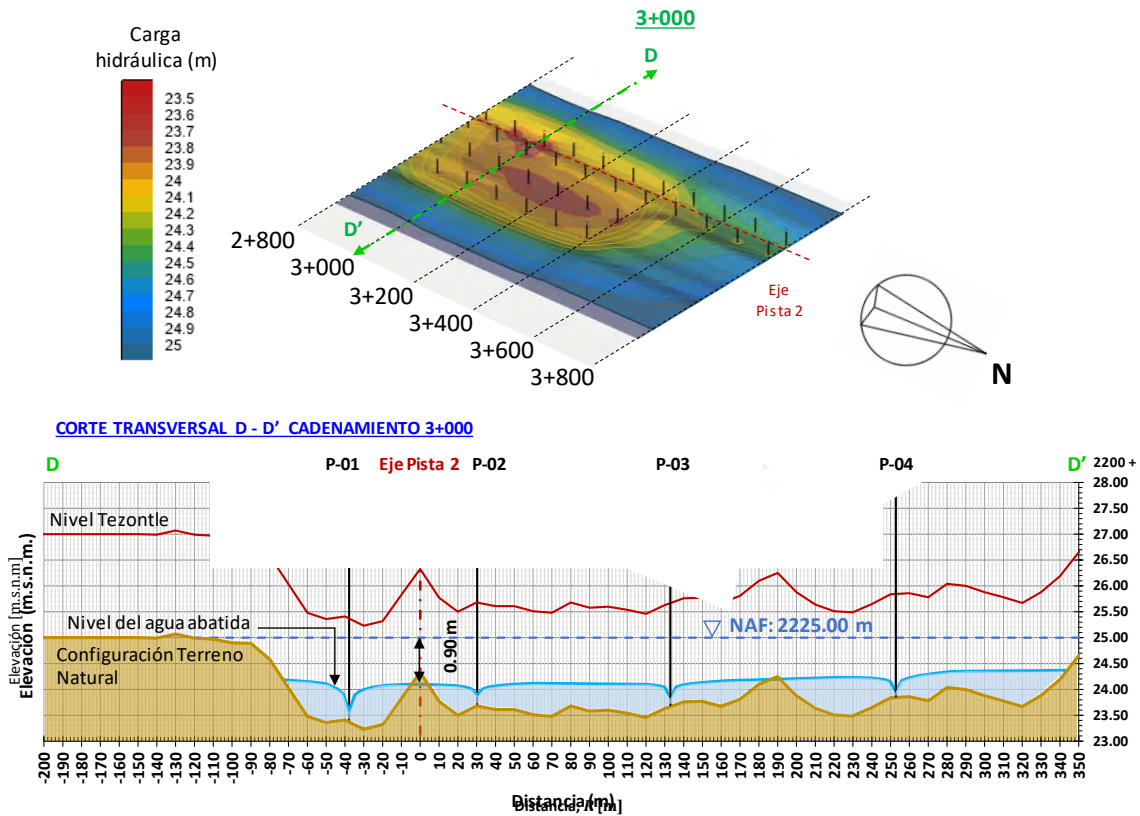 3+000
Carga
hidráulica (m)
23.5
23.6
23.7
23.8
23.9
24
24.1
24.2
24.3
24.4
24.5
24.6
24.7
24.8
24.9
25
D
D’
2+800
3+000
3+200
3+400
3+600
3+800
Eje
Pista 2
N
CORTE TRANSVERSAL D - D’ CADENAMIENTO 3+000
D
P-01
Eje Pista 2
P-02
P-03
P-04
D’
2200 +
28.00
27.50
27.00
26.50
26.00
25.50
25.00
24.50
24.00
23.50
23.00
Nivel Tezontle
Nivel del agua abatida
Configuración Terreno
Natural
0.90 m
NAF: 2225.00 m
Elevación [m.s.n.m]
Elevación (m.s.n.m.)
-200 -190 -180 -170 -160 -150 -140 -130 -120 -110 -100 -90 -80 -70 -60 -50 -40 -30 -20 -10 0 10 20 30 40 50 60 70 80 90 100 110 120 130 140 150 160 170 180 190 200 210 220 230 240 250 260 270 280 290 300 310 320 330 340 350
Distancia (m)
Distancia, R [m]